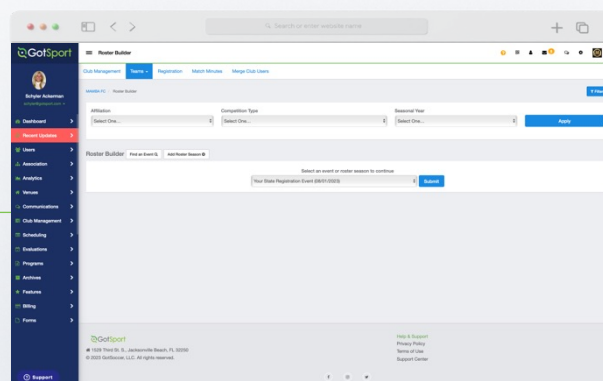 Search or enter website name
GotSport
Roster Builder
Schyler Ackerman
Club Management Teams Registration Match Minutes Merge Club Users
Roster Builder
Filter
Affiliation Competition Type Seasonal Year
Select One... Select One... Select One... Apply
Roster Builder Find an Event Add Roster Season
Select an event or roster season to continue
Your State Registration Event (08/01/2023) Submit
Dashboard
Recent Updates
Users
Association
Analytics
Venues
Communications
Club Management
Scheduling
Evaluations
Programs
Archives
Features
Billing
Forms
Support
GotSport
1529 Third St. S., Jacksonville Beach, FL 32250
© 2023 GotSoccer, LLC. All rights reserved.
Help & Support
Privacy Policy
Terms of Use
Support Center